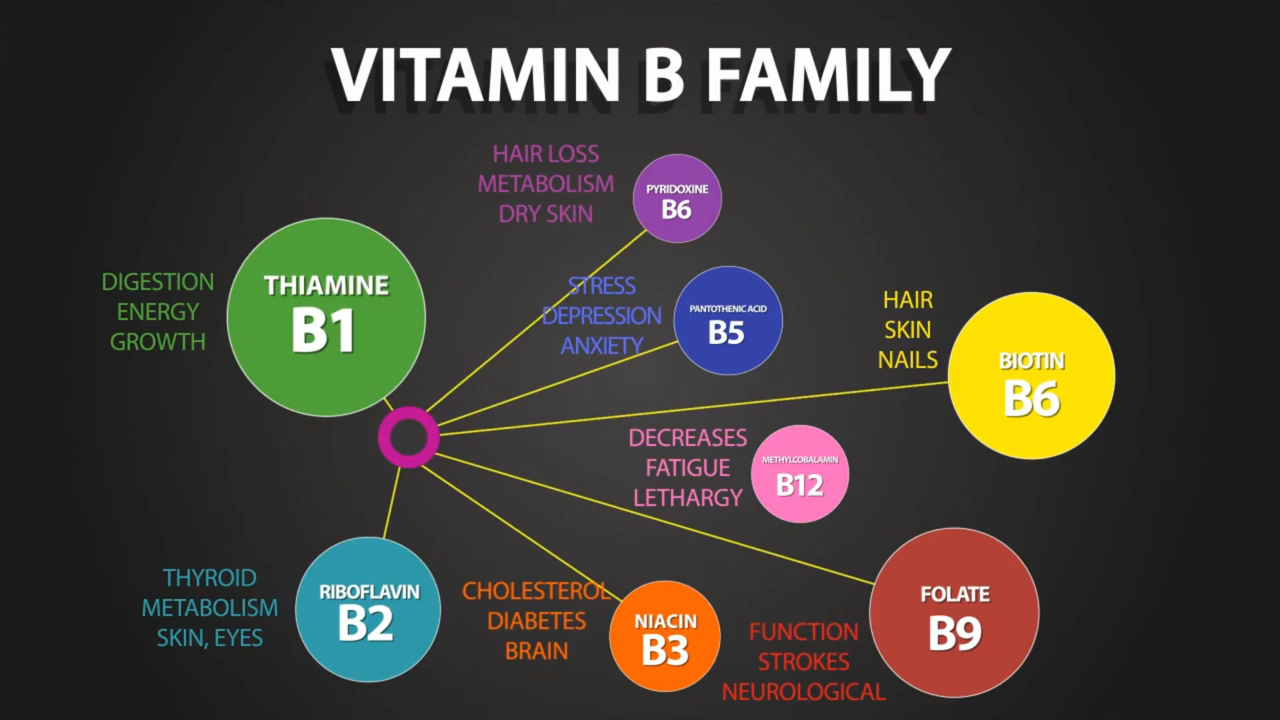 VITAMIN B FAMILY
HAIR LOSS
METABOLISM
DRY SKIN
PYRIDOXINE
B6
DIGESTION
ENERGY
GROWTH
THIAMINE
B1
STRESS
DEPRESSION
ANXIETY
PANTOTHENIC ACID
B5
HAIR
SKIN
NAILS
BIOTIN
B6
DECREASES
FATIGUE
LETHARGY
METHYLCOBALAMIN
B12
THYROID
METABOLISM
SKIN, EYES
RIBOFLAVIN
B2
CHOLESTEROL
DIABETES
BRAIN
NIACIN
B3
FUNCTION
STROKES
NEUROLOGICAL
FOLATE
B9